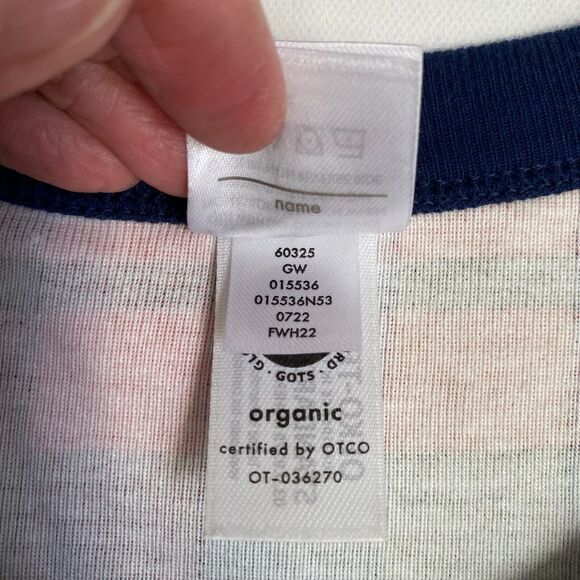 name
60325
GW
015536
015536N53
0722
FWH22
· GOTS ·
organic
certified by OTCO
OT-036270